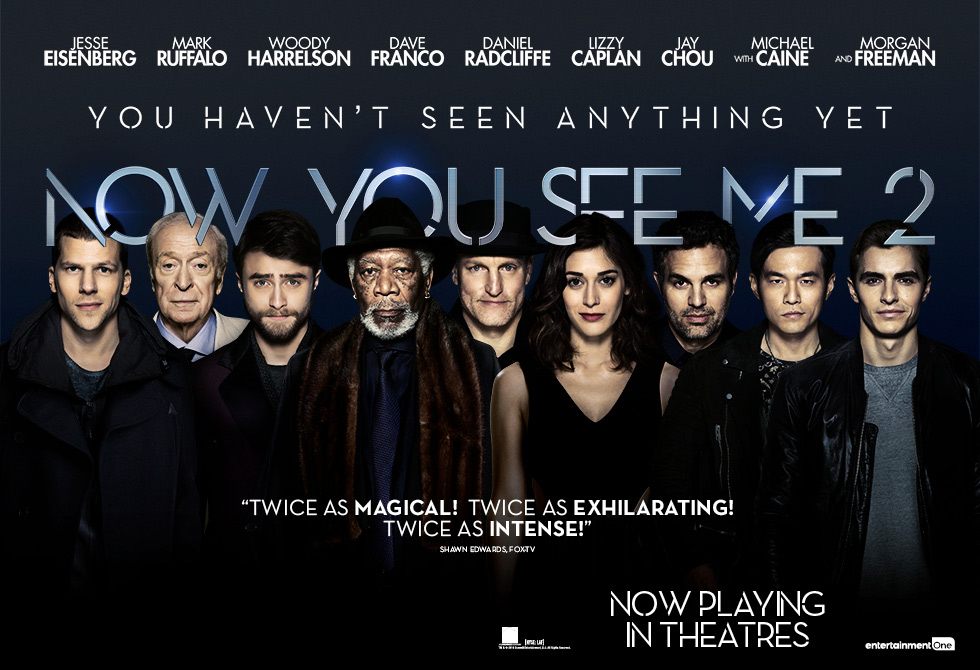 JESSE MARK WOODY DAVE DANIEL LIZZY JAY MICHAEL MORGAN
EISENBERG RUFFALO HARRELSON FRANCO RADCLIFFE CAPLAN CHOU WITH CAINE AND FREEMAN
YOU HAVEN'T SEEN ANYTHING YET
NOW YOU SEE ME 2
“TWICE AS MAGICAL! TWICE AS EXHILARATING!
TWICE AS INTENSE!”
SHAWN EDWARDS, FOX-TV
NOW PLAYING
IN THEATRES
entertainment One